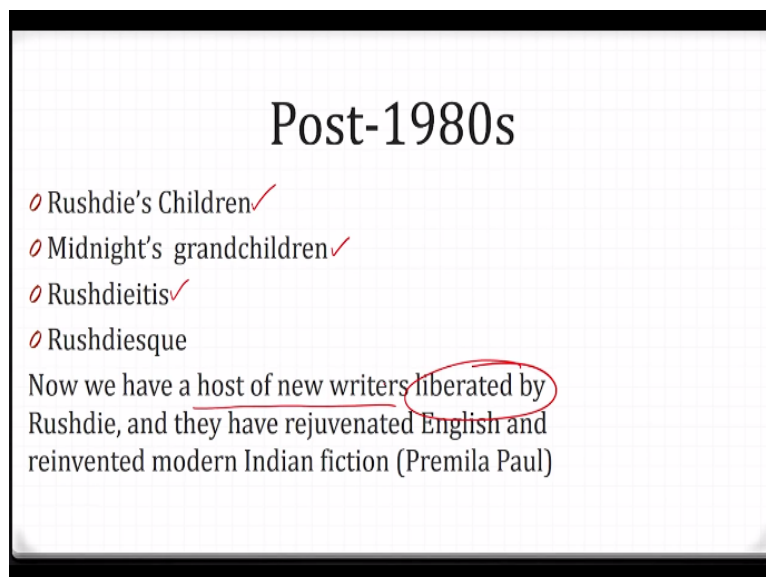 Post-1980s
Rushdie's Children
Midnight's grandchildren
Rushdieitis
Rushdiesque
Now we have a host of new writers liberated by
Rushdie, and they have rejuvenated English and
reinvented modern Indian fiction (Premila Paul)